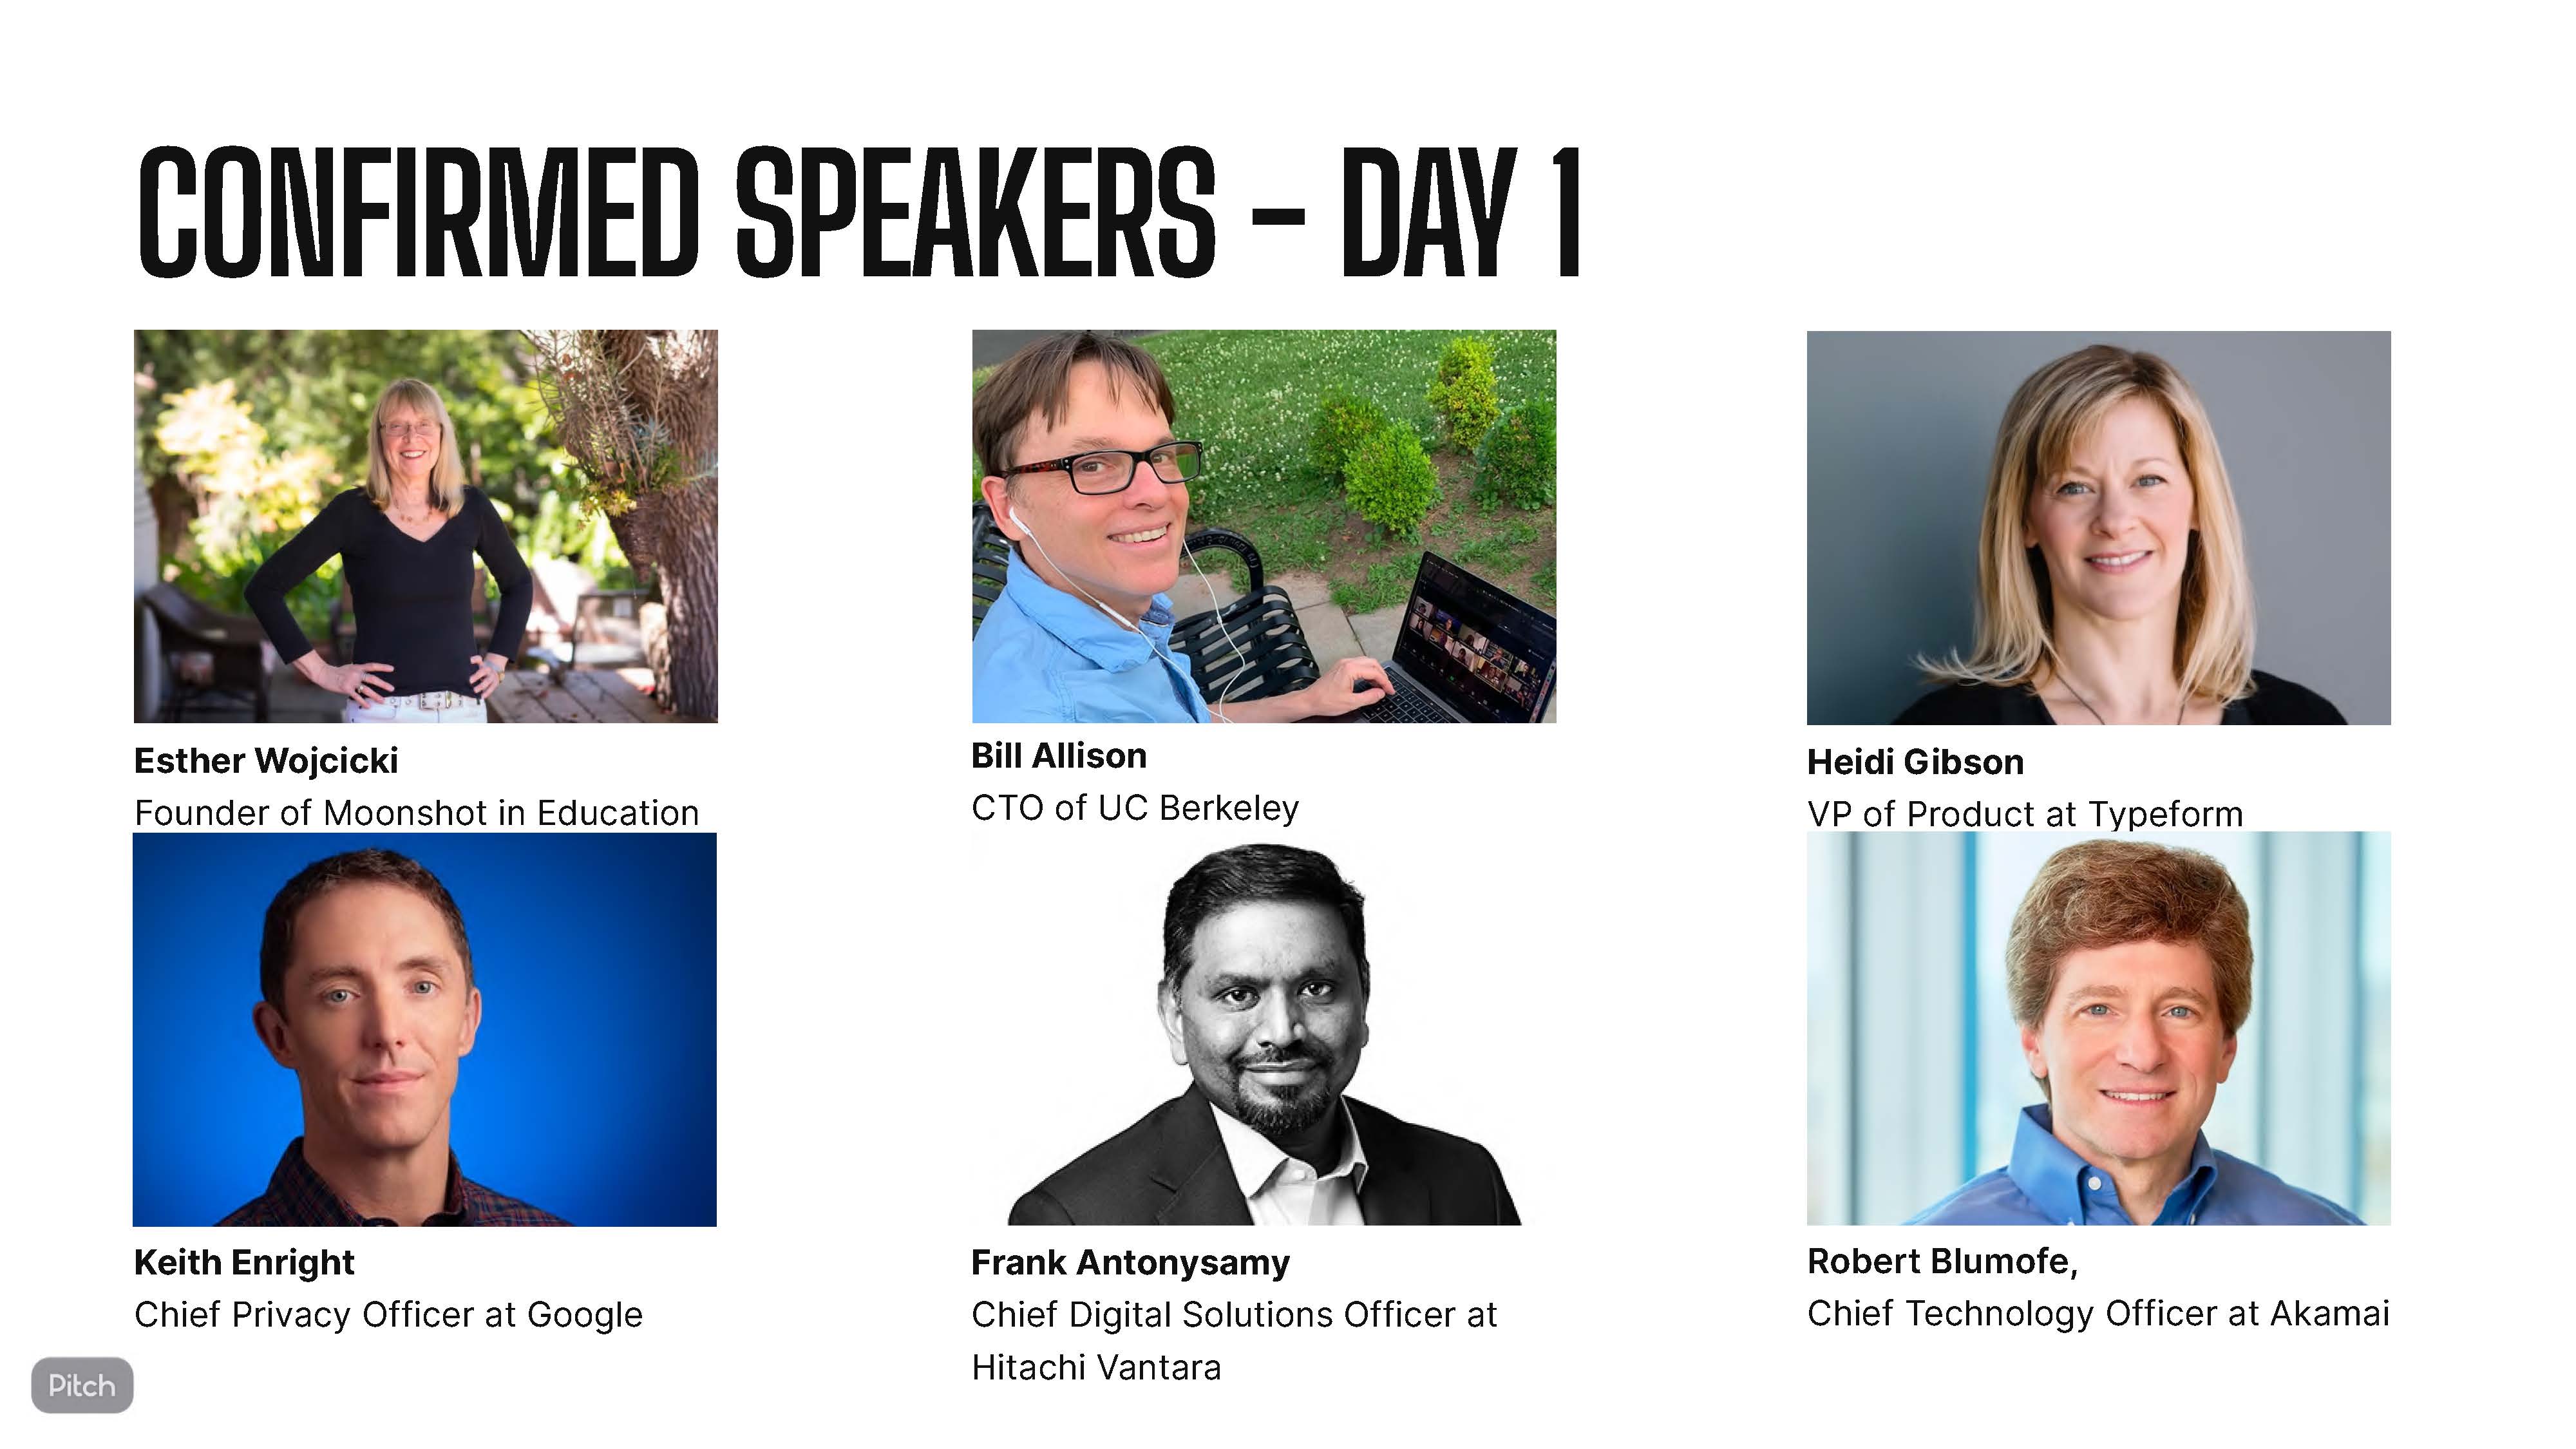 CONFIRMED SPEAKERS – DAY 1
Esther Wojcicki
Founder of Moonshot in Education
Bill Allison
CTO of UC Berkeley
Heidi Gibson
VP of Product at Typeform
Keith Enright
Chief Privacy Officer at Google
Frank Antonysamy
Chief Digital Solutions Officer at
Hitachi Vantara
Robert Blumofe,
Chief Technology Officer at Akamai
Pitch